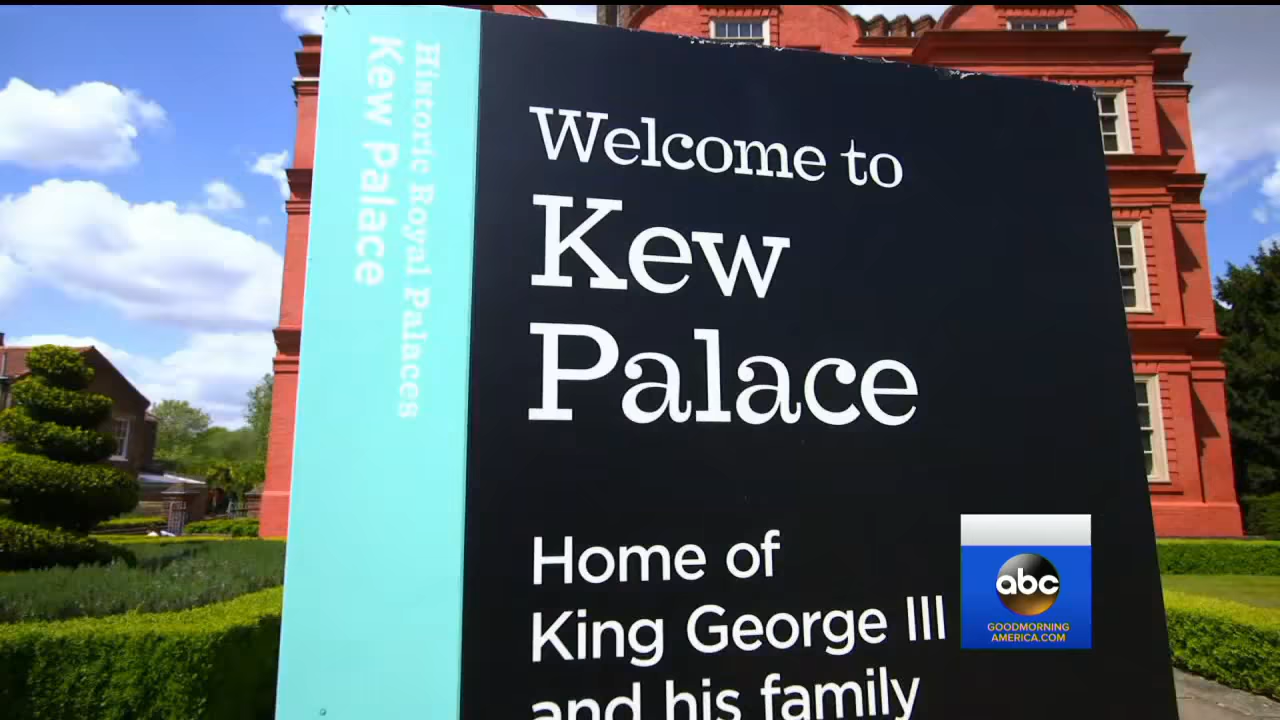 Historic Royal Palaces
Kew Palace
Welcome to
Kew
Palace
Home of
King George III
and his family
abc
GOODMORNING
AMERICA.COM